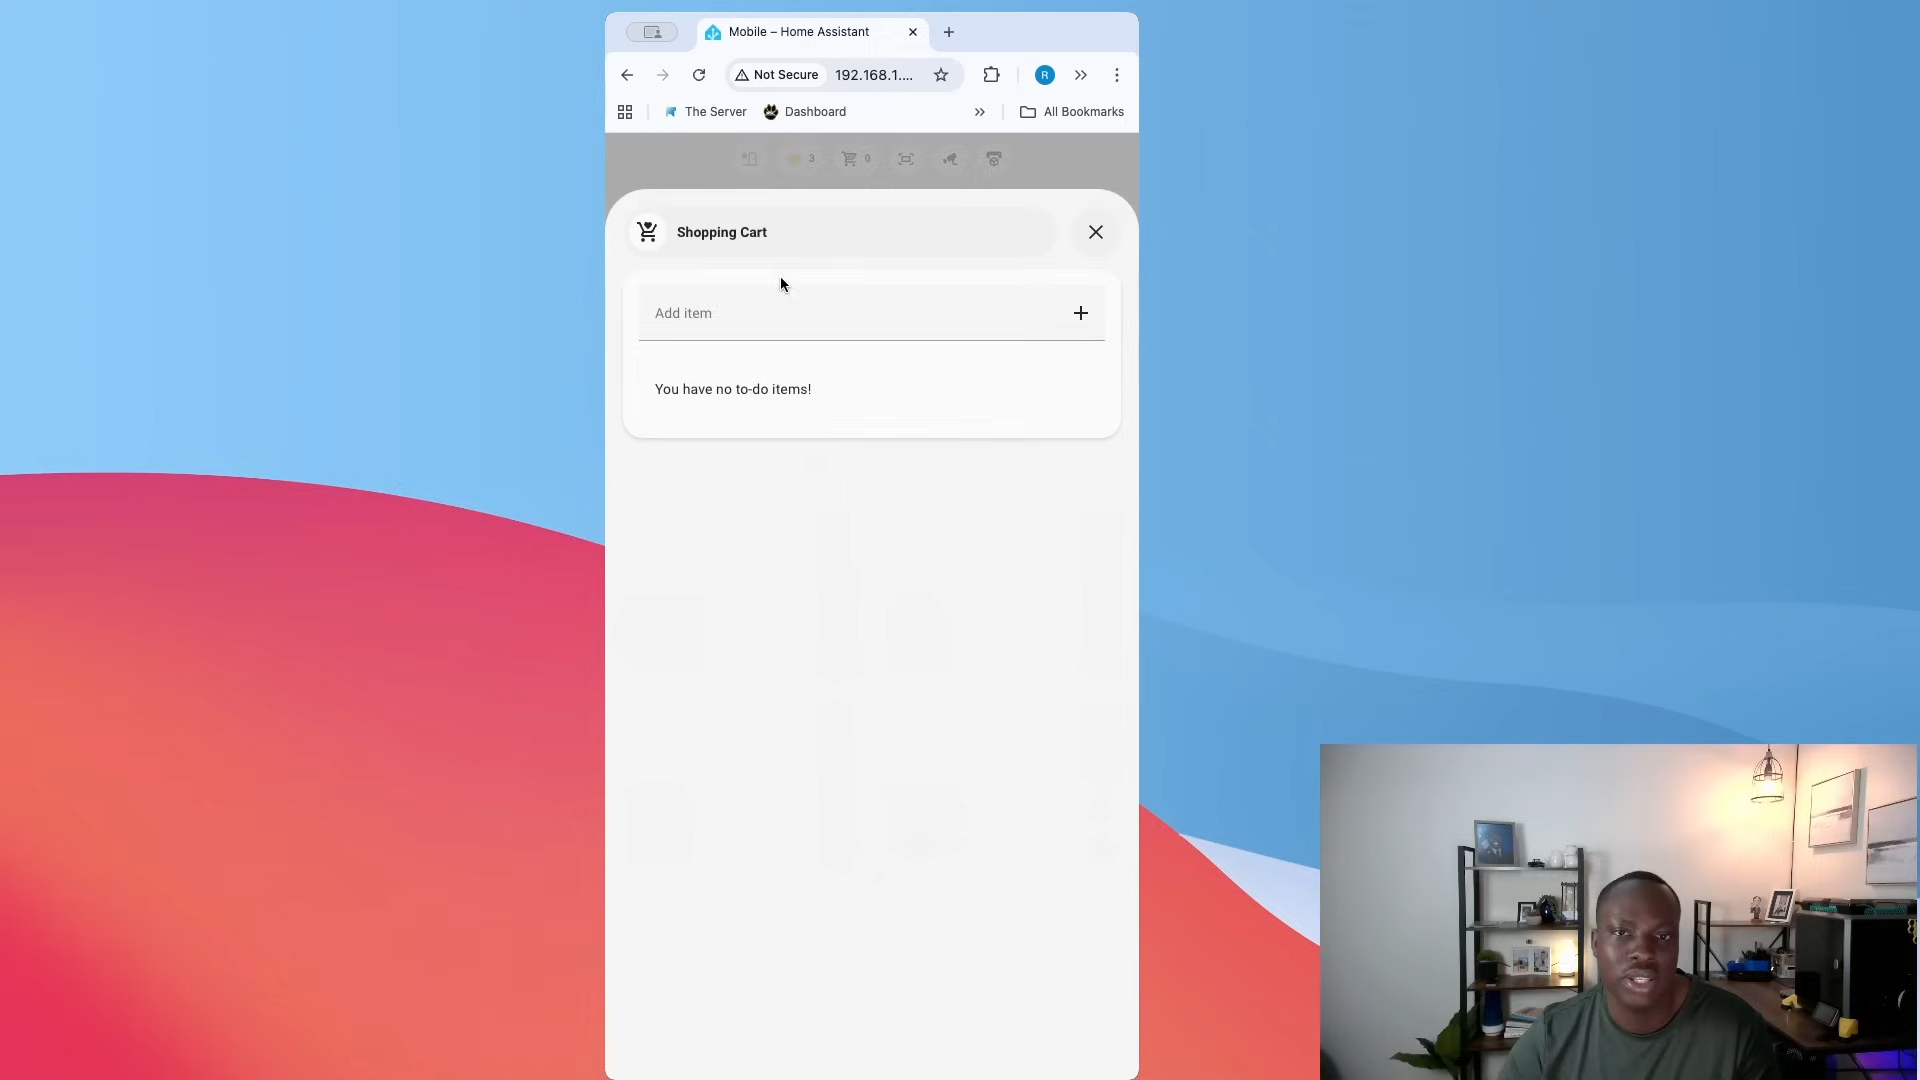 Mobile – Home Assistant
Not Secure 192.168.1....
R
The Server Dashboard All Bookmarks
3 0
Shopping Cart
Add item
You have no to-do items!